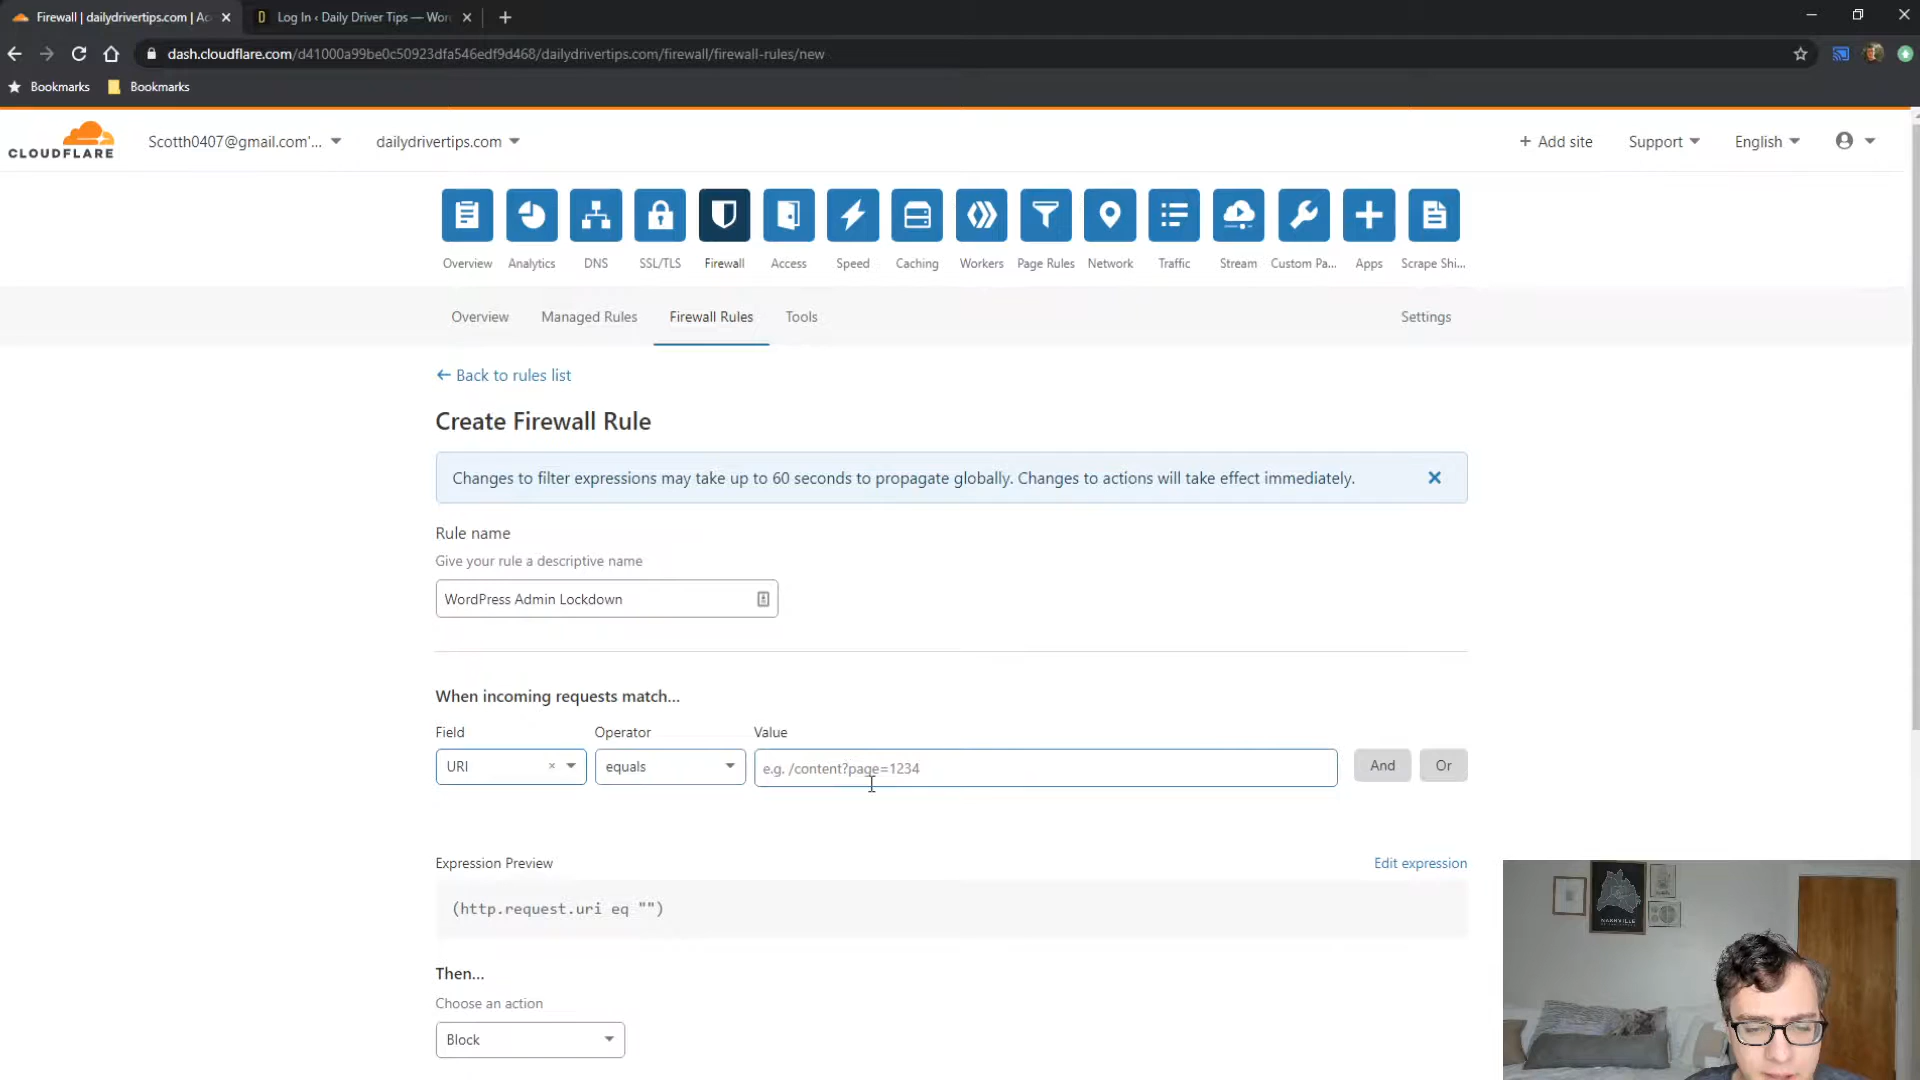 Firewall | dailydrivertips.com | Ac
Log In ‹ Daily Driver Tips — Wor
dash.cloudflare.com/d41000a99be0c50923dfa546edf9d468/dailydrivertips.com/firewall/firewall-rules/new
Bookmarks
Bookmarks
CLOUDFLARE
Scotth0407@gmail.com'...
dailydrivertips.com
+ Add site
Support
English
Overview
Analytics
DNS
SSL/TLS
Firewall
Access
Speed
Caching
Workers
Page Rules
Network
Traffic
Stream
Custom Pa...
Apps
Scrape Shi...
Overview
Managed Rules
Firewall Rules
Tools
Settings
← Back to rules list
Create Firewall Rule
Changes to filter expressions may take up to 60 seconds to propagate globally. Changes to actions will take effect immediately.
Rule name
Give your rule a descriptive name
WordPress Admin Lockdown
When incoming requests match...
Field
Operator
Value
URI
equals
e.g. /content?page=1234
And
Or
Expression Preview
Edit expression
(http.request.uri eq "")
Then...
Choose an action
Block
NASHVILLE